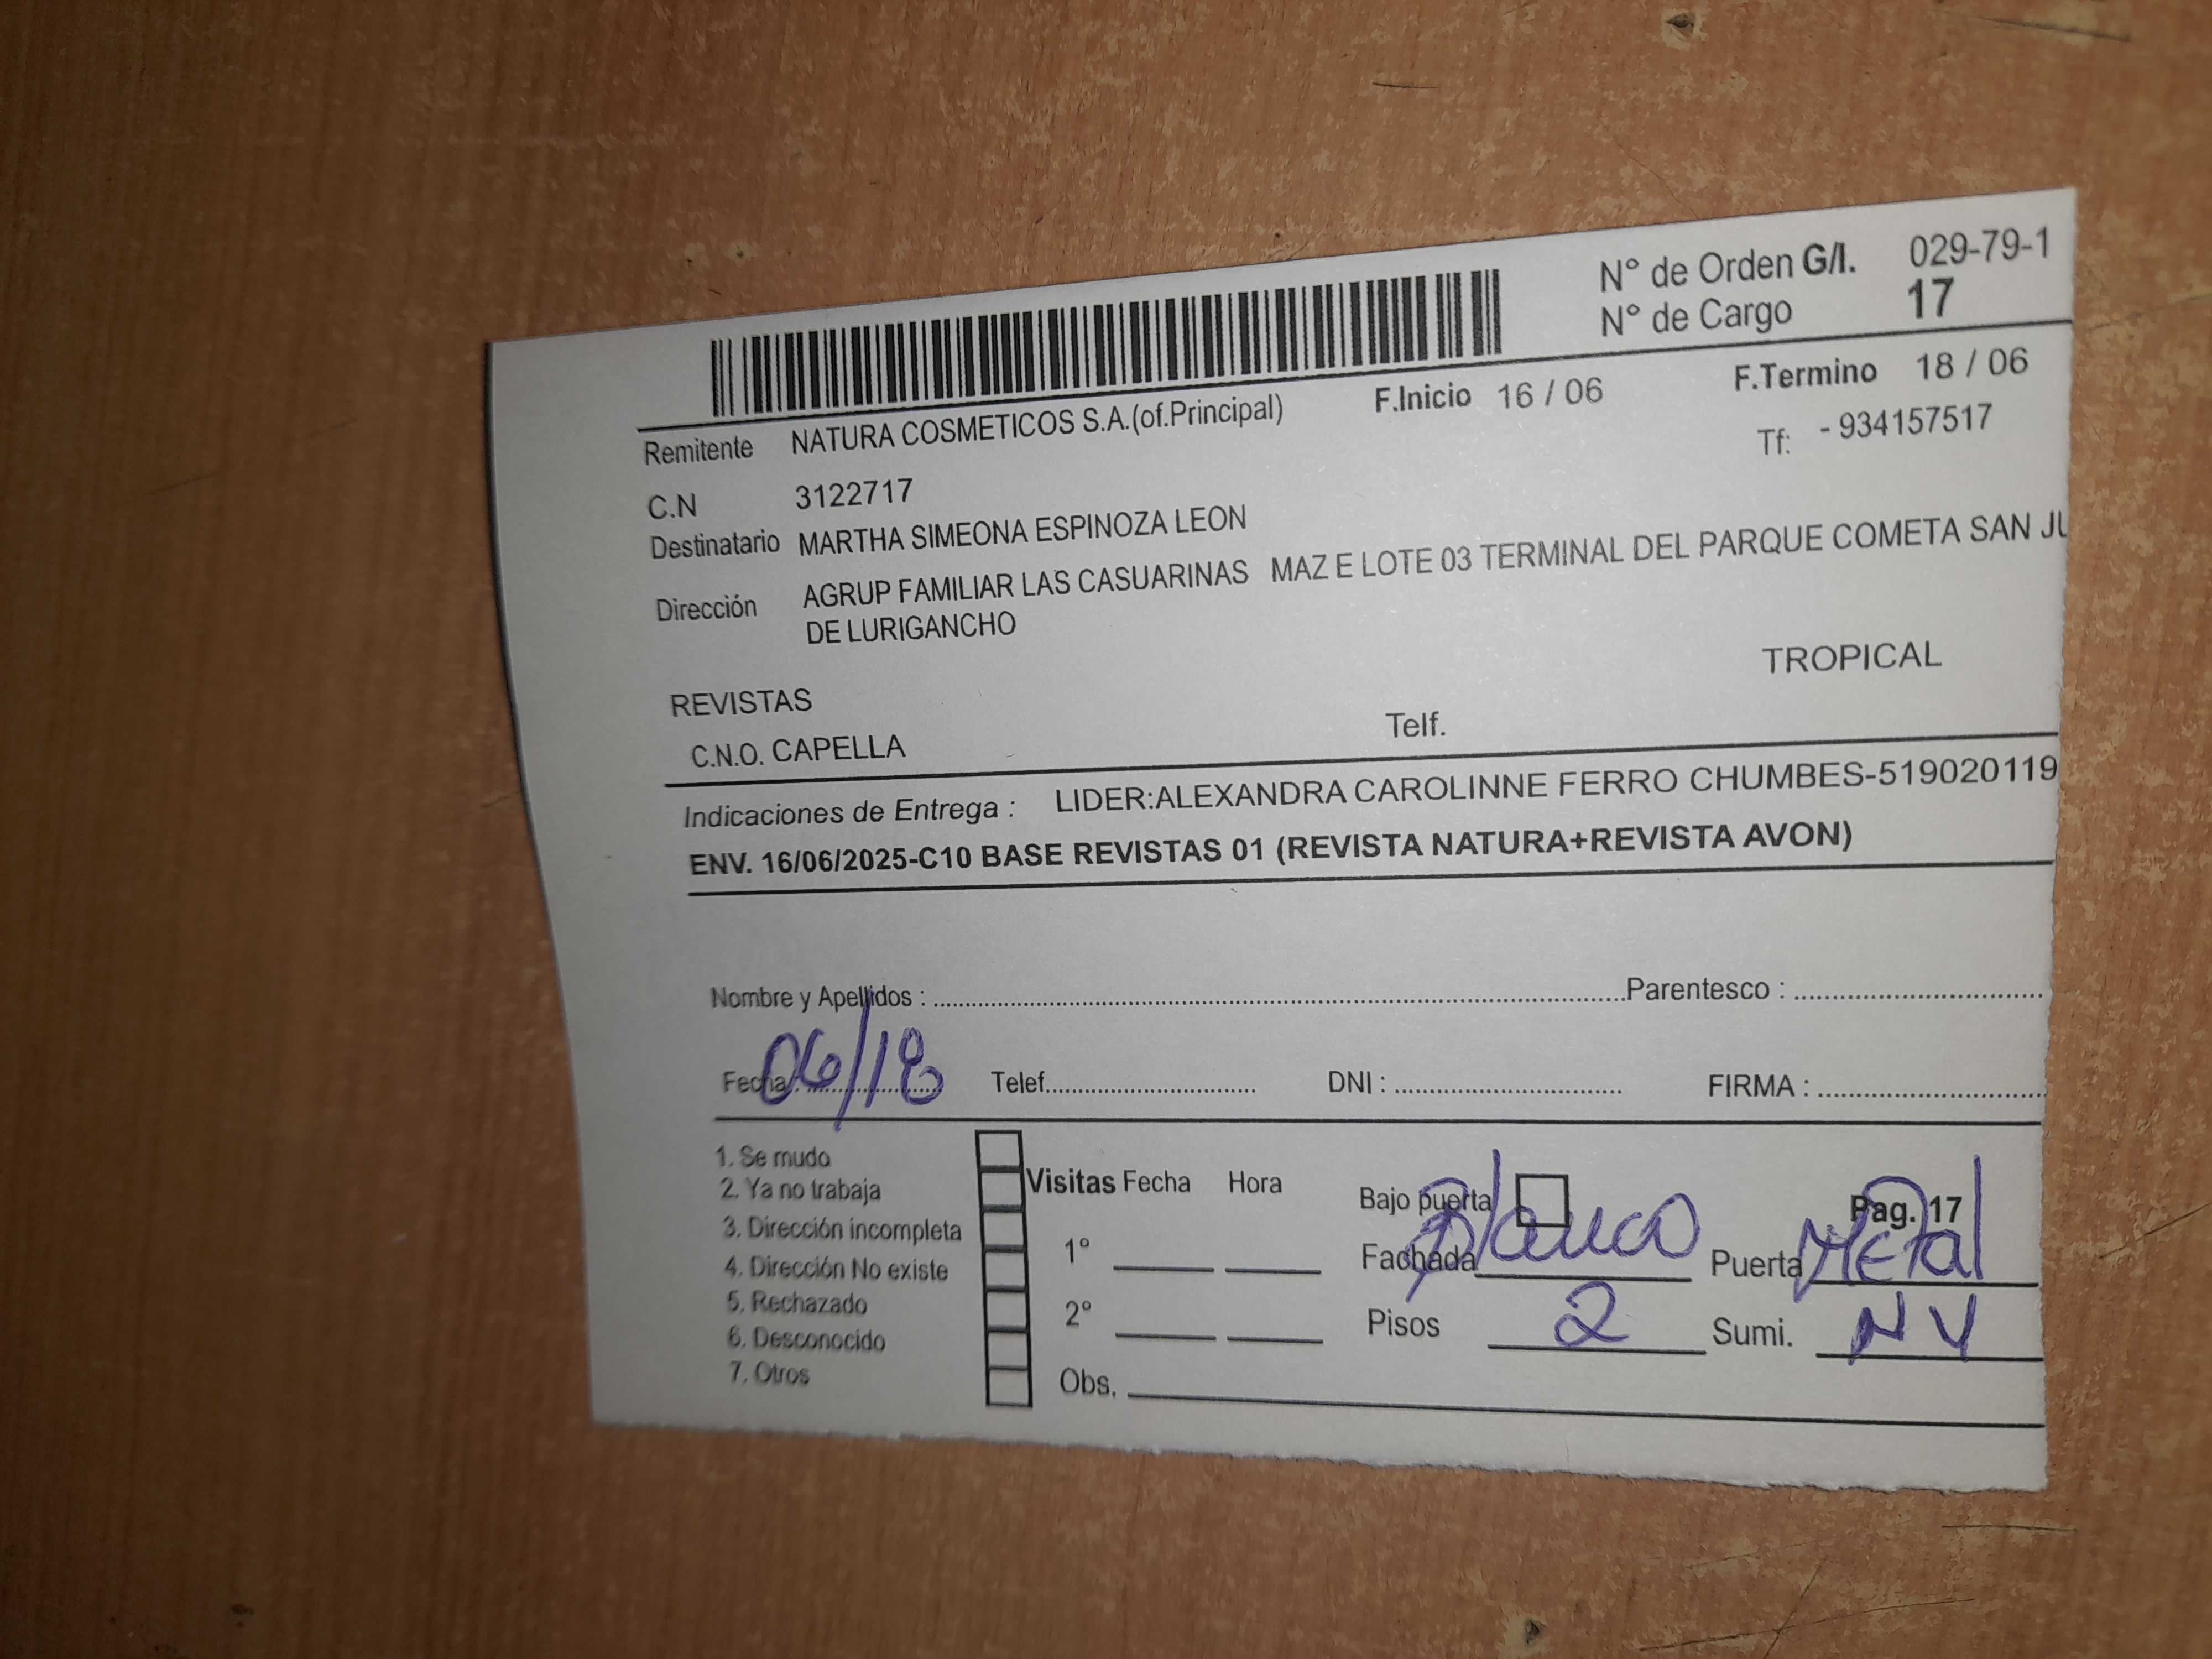 N° de Orden G/I. 029-79-1
N° de Cargo 17
F.Inicio 16 / 06 F.Termino 18 / 06
Remitente NATURA COSMETICOS S.A.(of.Principal) Tf: - 934157517
C.N 3122717
Destinatario MARTHA SIMEONA ESPINOZA LEON
Dirección AGRUP FAMILIAR LAS CASUARINAS MAZ E LOTE 03 TERMINAL DEL PARQUE COMETA SAN JU
DE LURIGANCHO
TROPICAL
REVISTAS
C.N.O. CAPELLA Telf.
Indicaciones de Entrega : LIDER:ALEXANDRA CAROLINNE FERRO CHUMBES-519020119
ENV. 16/06/2025-C10 BASE REVISTAS 01 (REVISTA NATURA+REVISTA AVON)
Nombre y Apellidos : Parentesco :
Fecha : 06/18 Telef. DNI : FIRMA :
1. Se mudo
2. Ya no trabaja
3. Dirección incompleta
4. Dirección No existe
5. Rechazado
6. Desconocido
7. Otros
Visitas Fecha Hora
1°
2°
Obs.
Bajo puerta Pag. 17
Fachada blanco Puerta Metal
Pisos 2 Sumi. NV